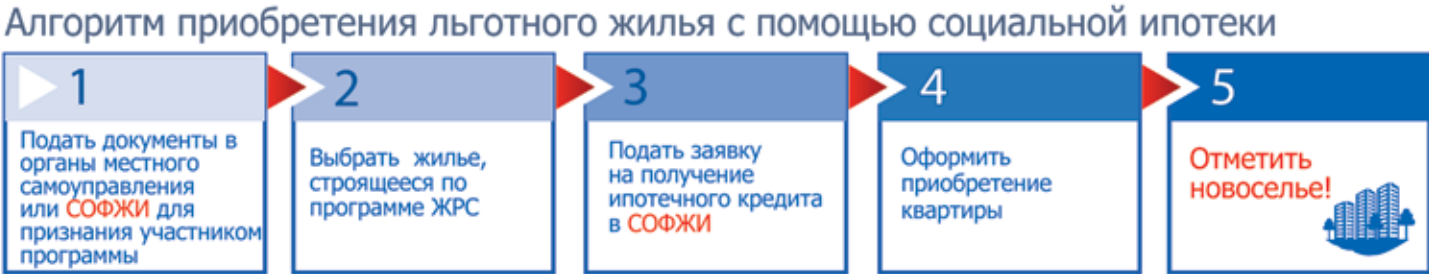 Алгоритм приобретения льготного жилья с помощью социальной ипотеки
1
Подать документы в
органы местного
самоуправления
или СОФЖИ для
признания участником
программы
2
Выбрать жилье,
строящееся по
программе ЖРС
3
Подать заявку
на получение
ипотечного кредита
в СОФЖИ
4
Оформить
приобретение
квартиры
5
Отметить
новоселье!